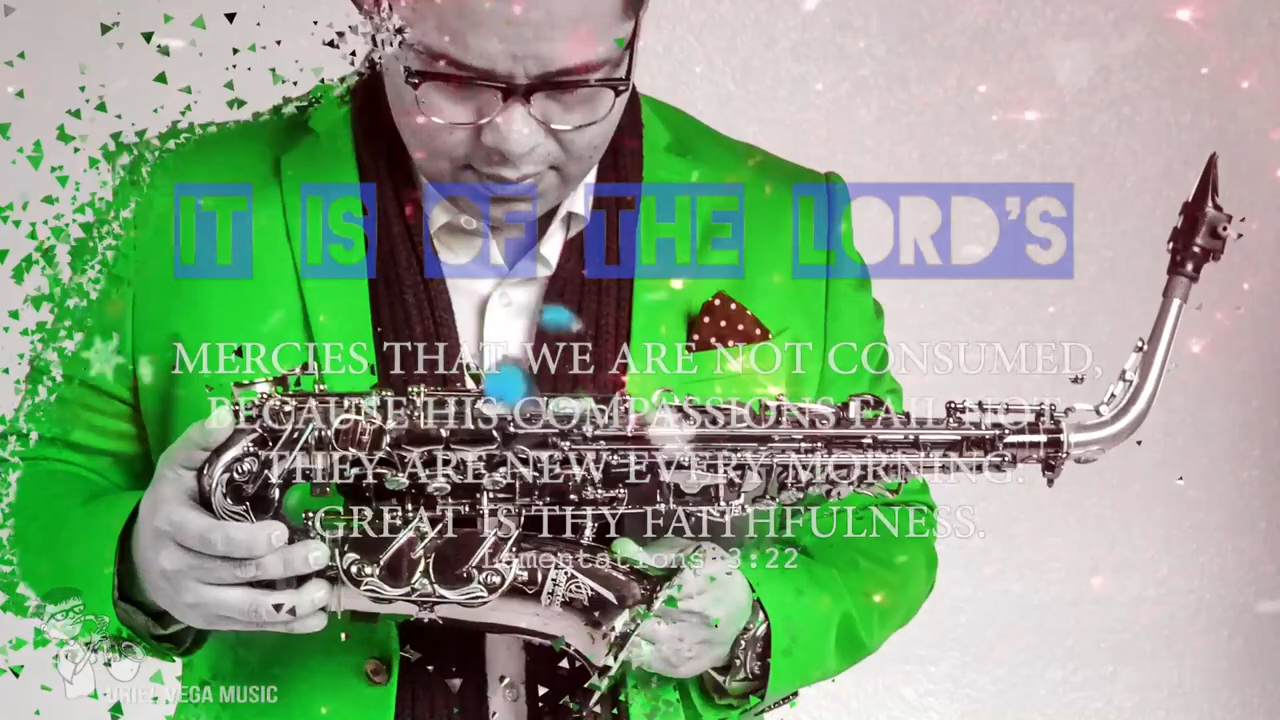 IT IS OF THE LORD'S
MERCIES THAT WE ARE NOT CONSUMED,
BECAUSE HIS COMPASSIONS FAIL NOT.
THEY ARE NEW EVERY MORNING:
GREAT IS THY FAITHFULNESS.
Lamentations 3:22
URIEL VEGA MUSIC